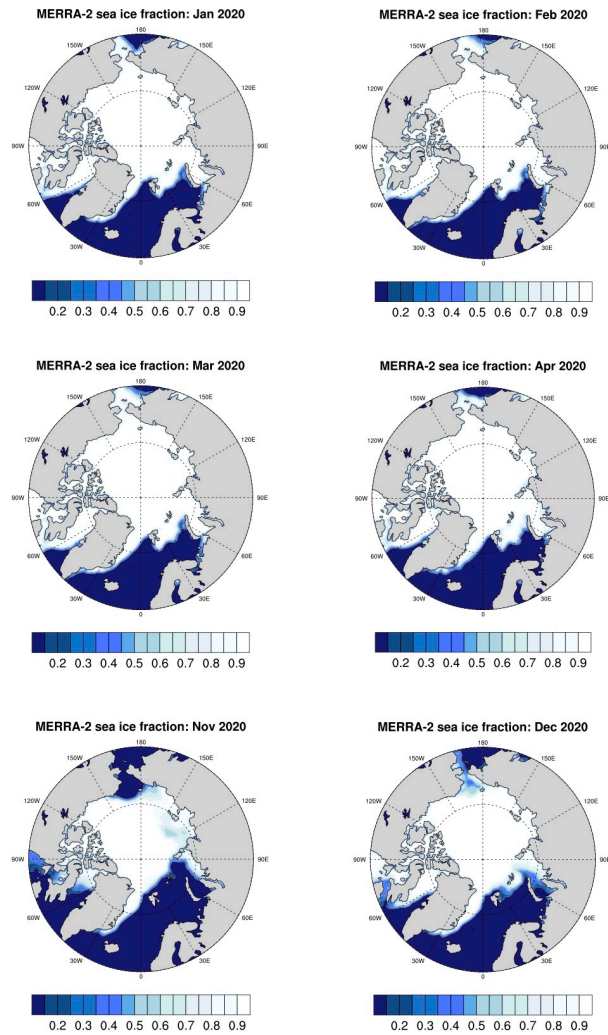 MERRA-2 sea ice fraction: Jan 2020
180
150W
150E
120W
120E
90W
90E
60W
60E
30W
30E
0
0.2 0.3 0.4 0.5 0.6 0.7 0.8 0.9
MERRA-2 sea ice fraction: Feb 2020
180
150W
150E
120W
120E
90W
90E
60W
60E
30W
30E
0
0.2 0.3 0.4 0.5 0.6 0.7 0.8 0.9
MERRA-2 sea ice fraction: Mar 2020
180
150W
150E
120W
120E
90W
90E
60W
60E
30W
30E
0
0.2 0.3 0.4 0.5 0.6 0.7 0.8 0.9
MERRA-2 sea ice fraction: Apr 2020
180
150W
150E
120W
120E
90W
90E
60W
60E
30W
30E
0
0.2 0.3 0.4 0.5 0.6 0.7 0.8 0.9
MERRA-2 sea ice fraction: Nov 2020
180
150W
150E
120W
120E
90W
90E
60W
60E
30W
30E
0
0.2 0.3 0.4 0.5 0.6 0.7 0.8 0.9
MERRA-2 sea ice fraction: Dec 2020
180
150W
150E
120W
120E
90W
90E
60W
60E
30W
30E
0
0.2 0.3 0.4 0.5 0.6 0.7 0.8 0.9